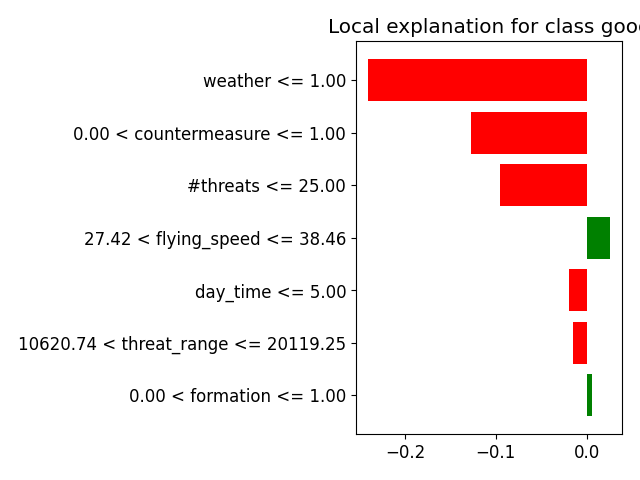 Local explanation for class goo
weather <= 1.00
0.00 < countermeasure <= 1.00
#threats <= 25.00
27.42 < flying_speed <= 38.46
day_time <= 5.00
10620.74 < threat_range <= 20119.25
0.00 < formation <= 1.00
−0.2 −0.1 0.0